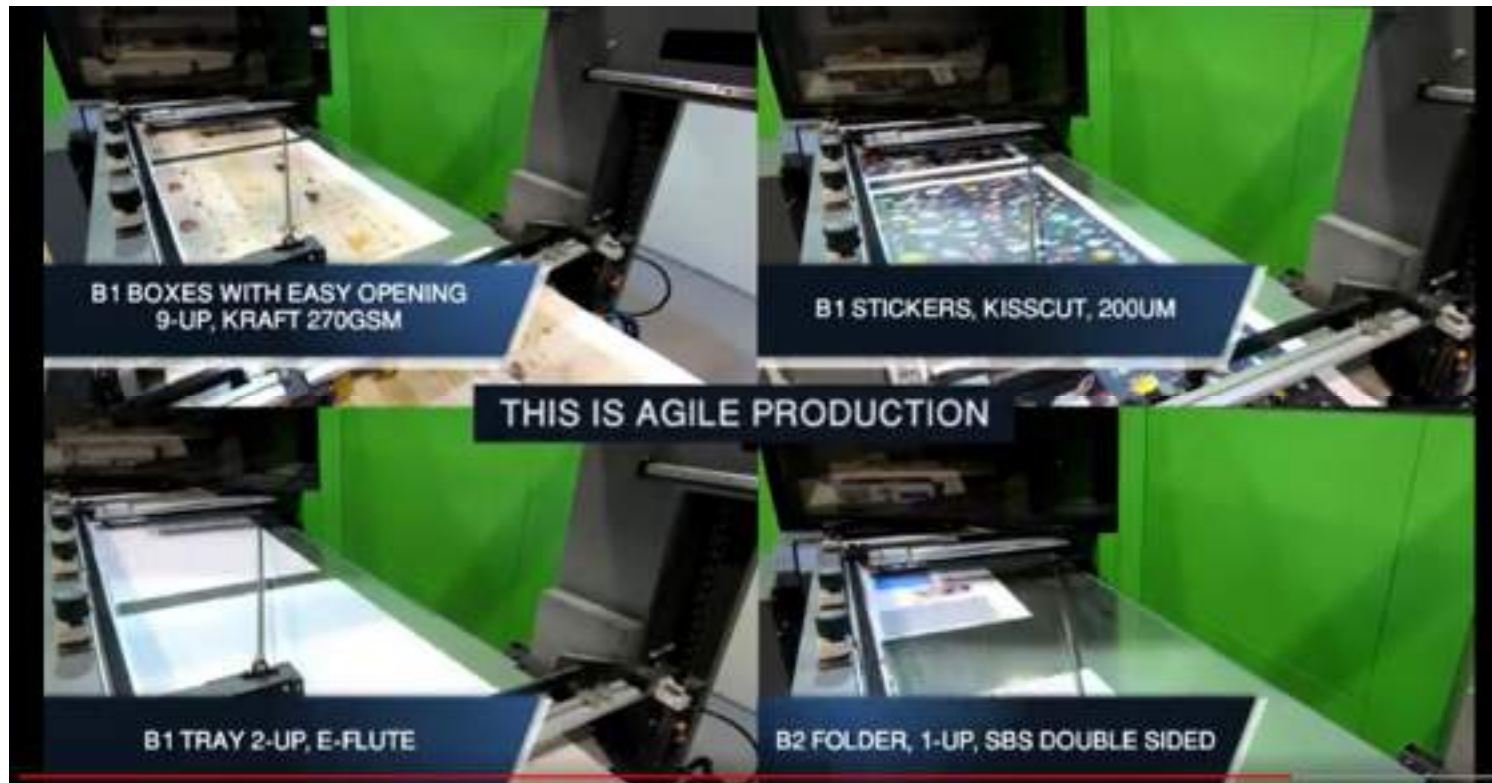 B1 BOXES WITH EASY OPENING
9-UP, KRAFT 270GSM
B1 STICKERS, KISSCUT, 200UM
THIS IS AGILE PRODUCTION
B1 TRAY 2-UP, E-FLUTE
B2 FOLDER, 1-UP, SBS DOUBLE SIDED